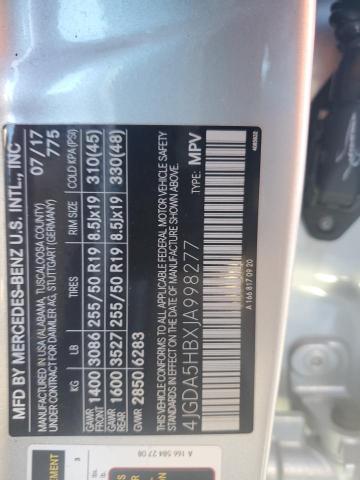 MFD BY MERCEDES-BENZ U.S. INTL., INC
MANUFACTURED IN USA (ALABAMA, TUSCALOOSA COUNTY) 07/17
UNDER CONTRACT FOR DAIMLER AG, STUTTGART (GERMANY) 775
KG LB TIRES RIM SIZE COLD KPA(PSI)
GAWR FRONT 1400 3086 255/50 R19 8.5Jx19 310(45)
GAWR REAR 1600 3527 255/50 R19 8.5Jx19 330(48)
GVWR 2850 6283
THIS VEHICLE CONFORMS TO ALL APPLICABLE FEDERAL MOTOR VEHICLE SAFETY
STANDARDS IN EFFECT ON THE DATE OF MANUFACTURE SHOWN ABOVE.
4JGDA5HBXJA998277 TYPE: MPV
A 166 817 09 20
A 166 584 27 08
3